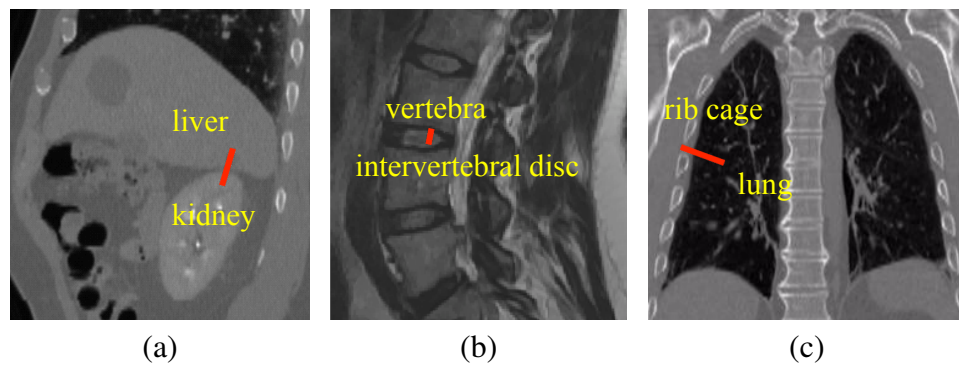 liver
kidney
vertebra
intervertebral disc
rib cage
lung
(a)
(b)
(c)